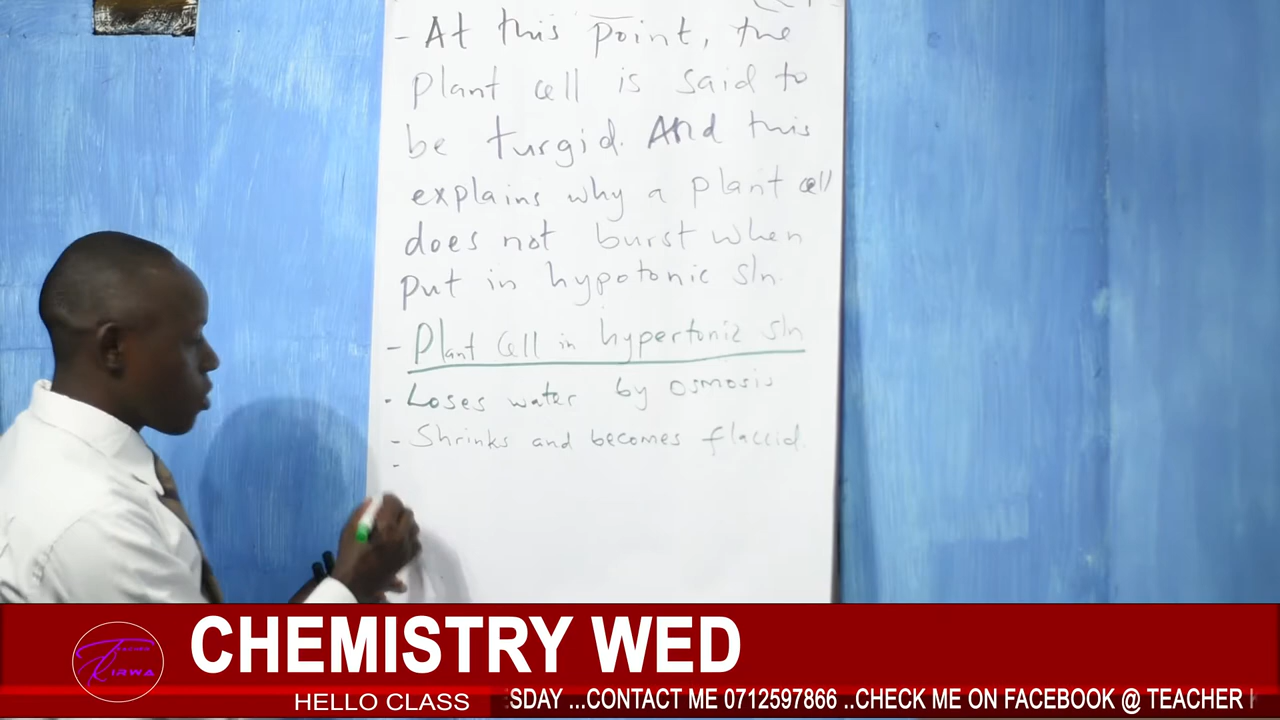 - At this point, the
plant cell is said to
be turgid. And this
explains why a plant cell
does not burst when
put in hypotonic sln.
- Plant cell in hypertonic sln
- Loses water by osmosis
- Shrinks and becomes flaccid.
-
CHEMISTRY WED
TEACHER
KIRWA
HELLO CLASS
SDAY ...CONTACT ME 0712597866 ..CHECK ME ON FACEBOOK @ TEACHER